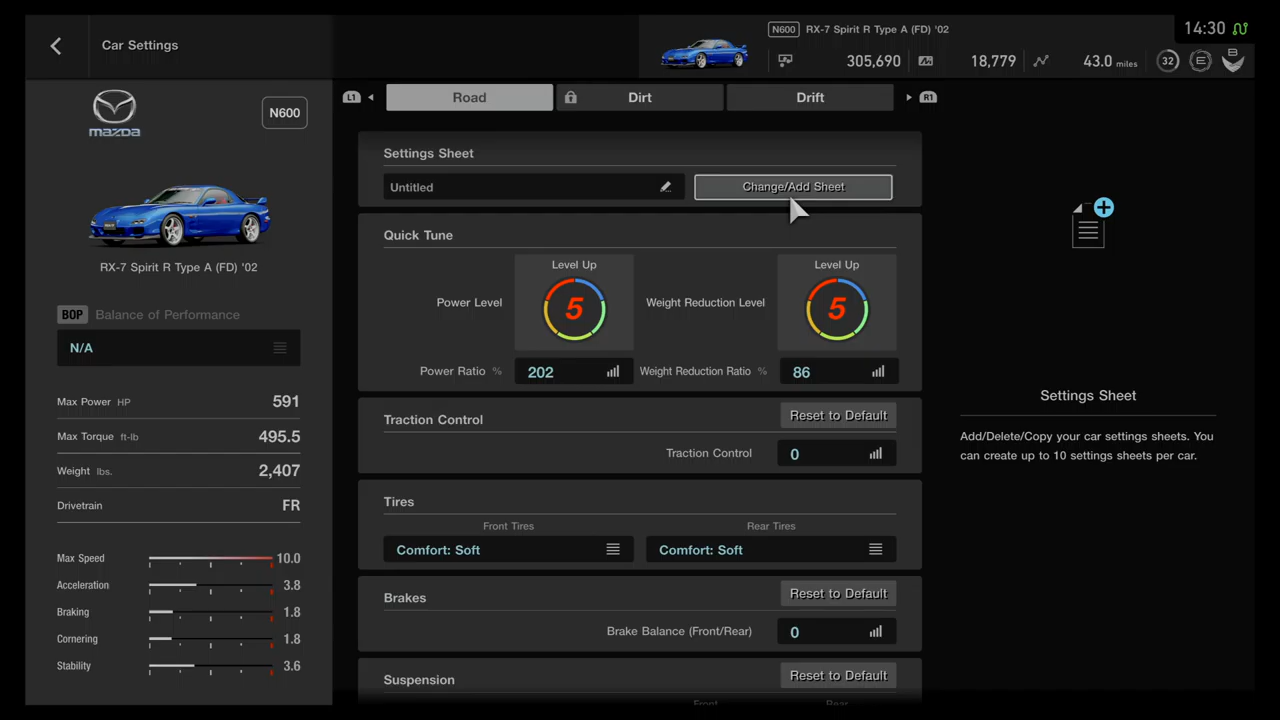 Car Settings
N600 RX-7 Spirit R Type A (FD) '02
14:30
305,690 18,779 43.0 miles 32 E B
L1 Road Dirt Drift R1
mazda
N600
RX-7 Spirit R Type A (FD) '02
BOP Balance of Performance
N/A
Max Power HP 591
Max Torque ft-lb 495.5
Weight lbs. 2,407
Drivetrain FR
Max Speed 10.0
Acceleration 3.8
Braking 1.8
Cornering 1.8
Stability 3.6
Settings Sheet
Untitled Change/Add Sheet
Quick Tune
Level Up Level Up
Power Level 5 Weight Reduction Level 5
Power Ratio % 202 Weight Reduction Ratio % 86
Traction Control Reset to Default
Traction Control 0
Tires
Front Tires Rear Tires
Comfort: Soft Comfort: Soft
Brakes Reset to Default
Brake Balance (Front/Rear) 0
Suspension Reset to Default
Front Rear
Settings Sheet
Add/Delete/Copy your car settings sheets. You
can create up to 10 settings sheets per car.